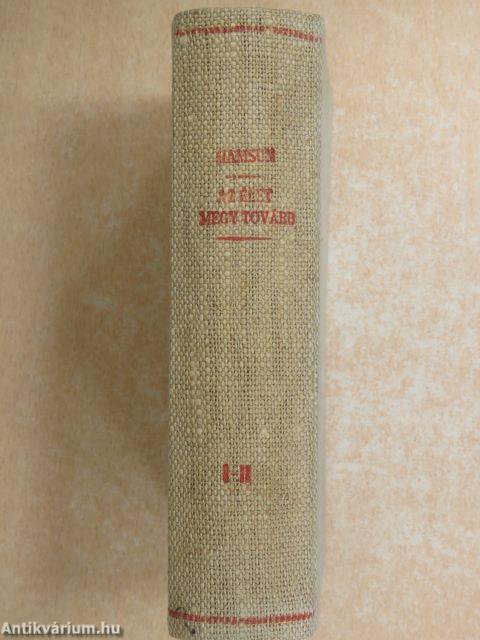 HAMSUN
AZ ÉLET
MEGY TOVÁBB
I-II
Antikvárium.hu